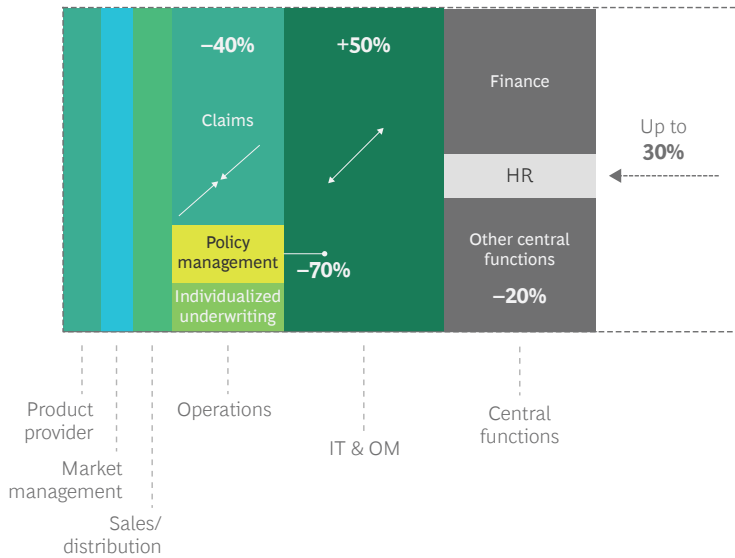 –40%
+50%
Claims
Policy
management
–70%
Individualized
underwriting
Finance
HR
Other central
functions
–20%
Up to
30%
Product
provider
Market
management
Sales/
distribution
Operations
IT & OM
Central
functions